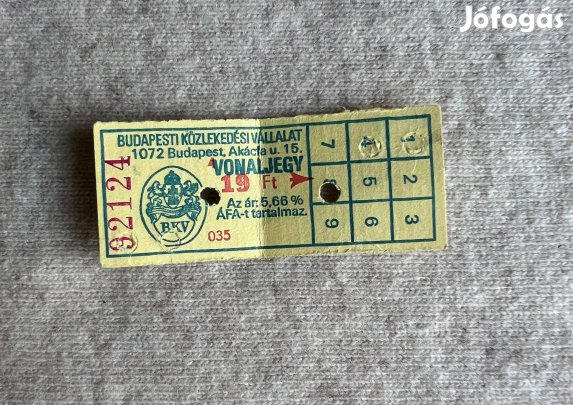 Jófogás
BUDAPESTI KÖZLEKEDÉSI VÁLLALAT
1072 Budapest, Akácfa u. 15.
VONALJEGY
19 Ft
Az ár: 5,66 %
ÁFA-t tartalmaz.
035
92124
BKV
7 4 1
8 5 2
9 6 3